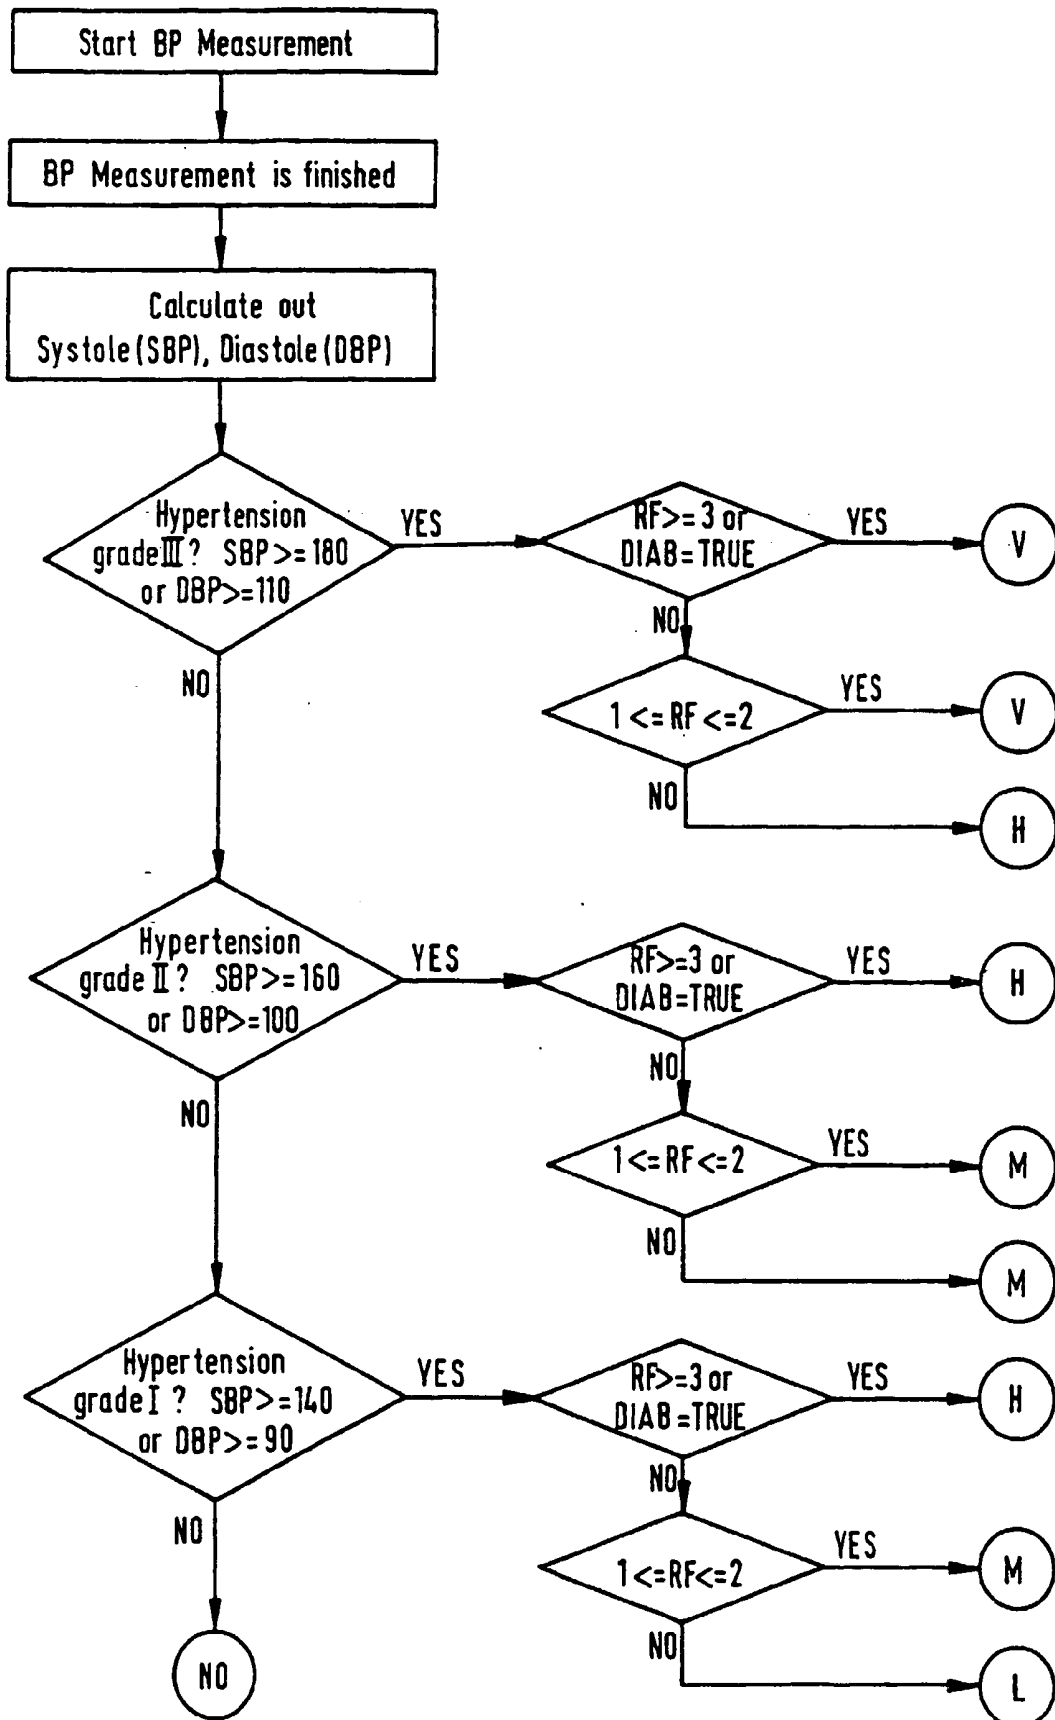 Start BP Measurement
BP Measurement is finished
Calculate out
Systole(SBP), Diastole(DBP)
Hypertension
grade III? SBP>=180
or DBP>=110
YES
RF>=3 or
DIAB=TRUE
YES
V
NO
NO
1<=RF<=2
YES
V
NO
H
Hypertension
grade II? SBP>=160
or DBP>=100
YES
RF>=3 or
DIAB=TRUE
YES
H
NO
NO
1<=RF<=2
YES
M
NO
M
Hypertension
grade I? SBP>=140
or DBP>=90
YES
RF>=3 or
DIAB=TRUE
YES
H
NO
NO
1<=RF<=2
YES
M
NO
L
NO